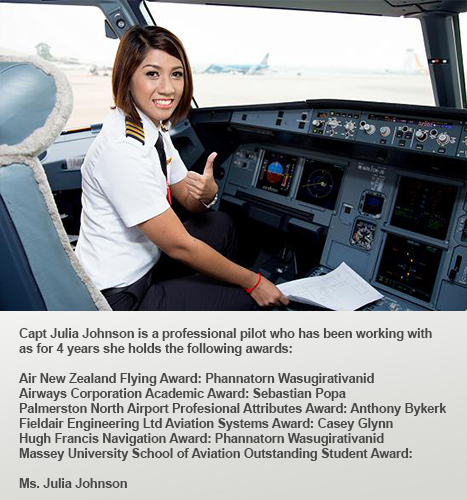 Capt Julia Johnson is a professional pilot who has been working with
as for 4 years she holds the following awards:
Air New Zealand Flying Award: Phannatorn Wasugirativanid
Airways Corporation Academic Award: Sebastian Popa
Palmerston North Airport Profesional Attributes Award: Anthony Bykerk
Fieldair Engineering Ltd Aviation Systems Award: Casey Glynn
Hugh Francis Navigation Award: Phannatorn Wasugirativanid
Massey University School of Aviation Outstanding Student Award:
Ms. Julia Johnson